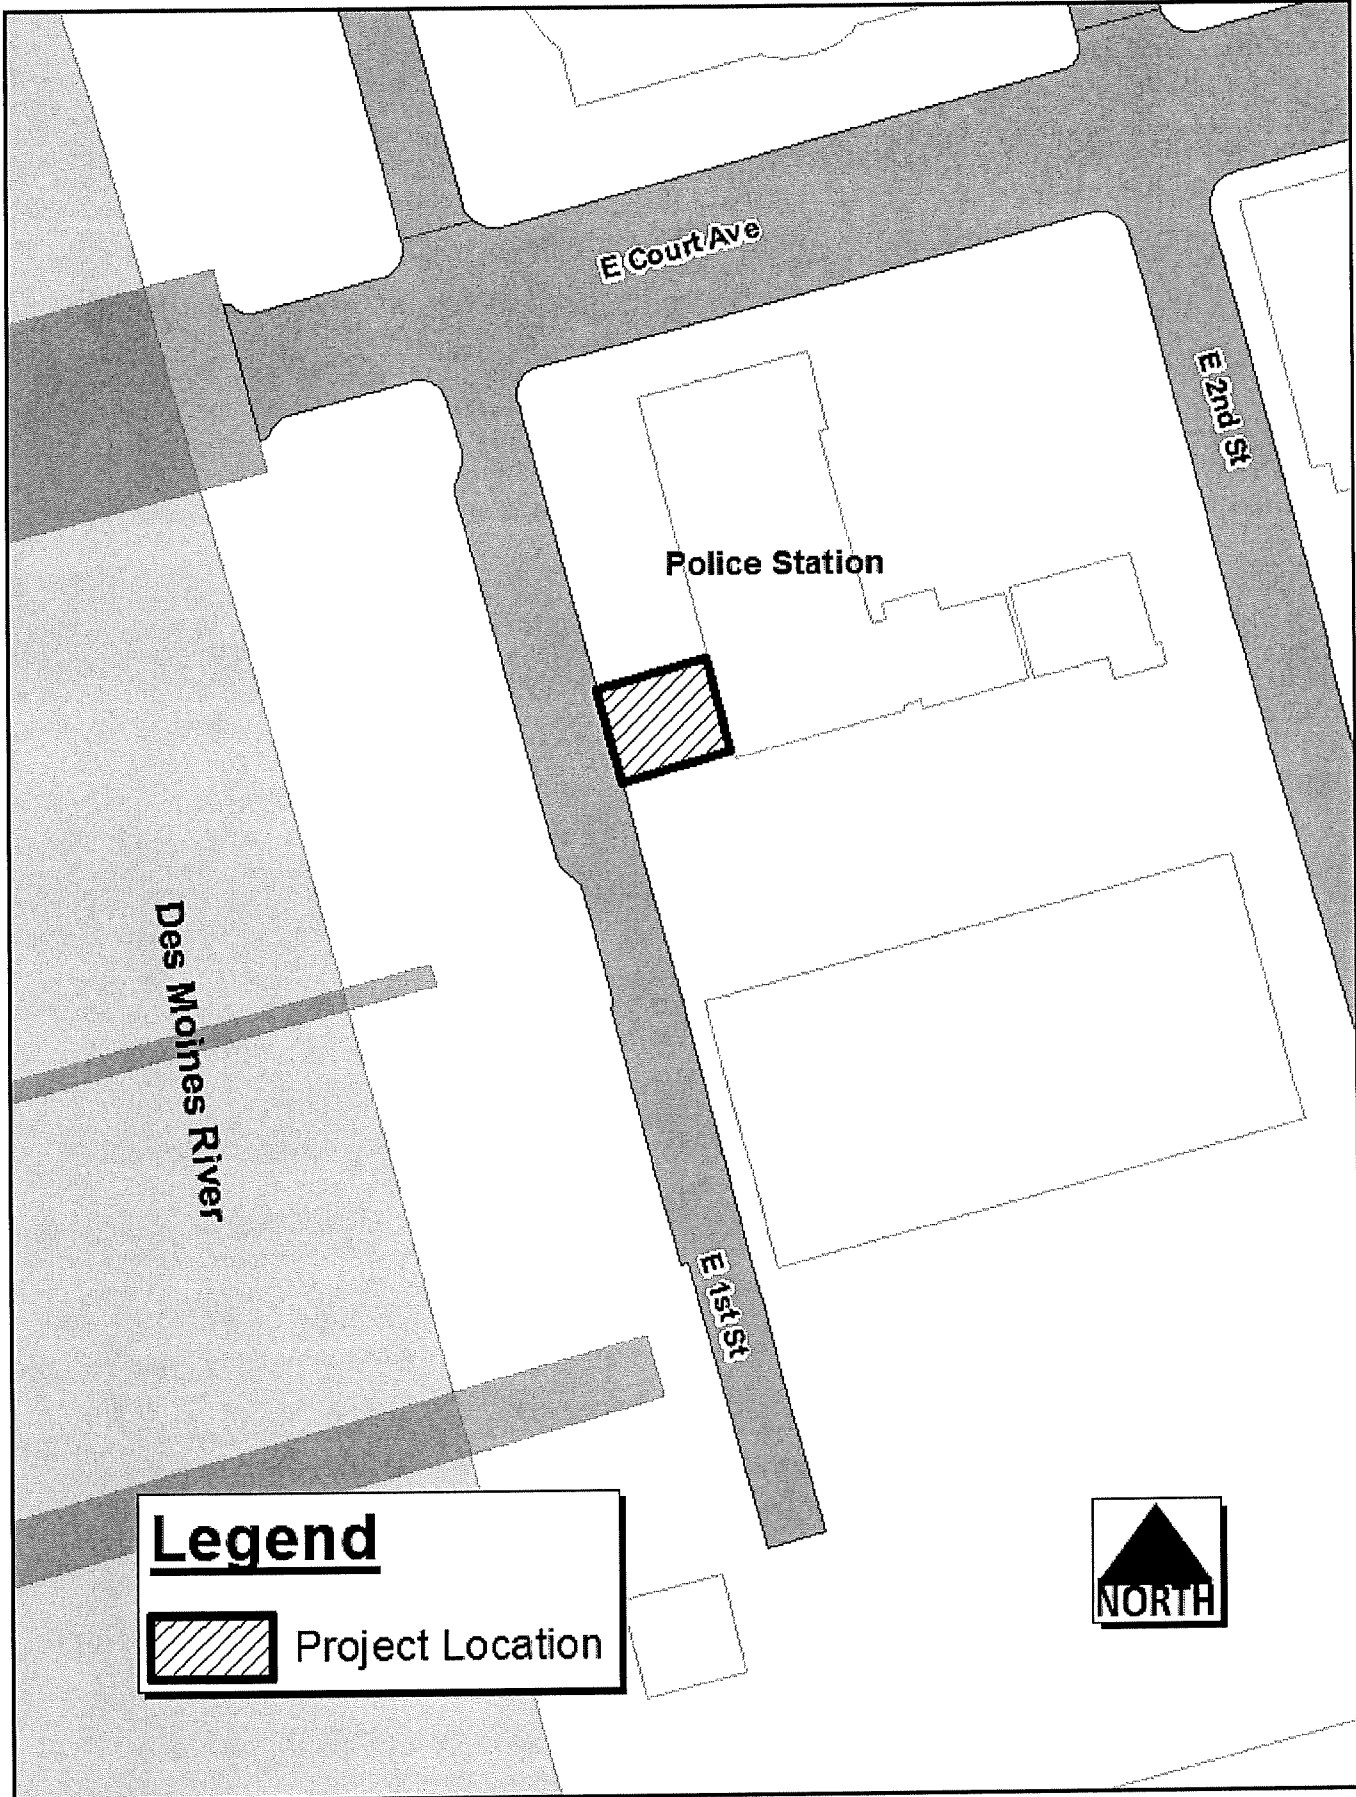 E Court Ave
E 2nd St
Police Station
Des Moines River
E 1st St
Legend
Project Location
NORTH